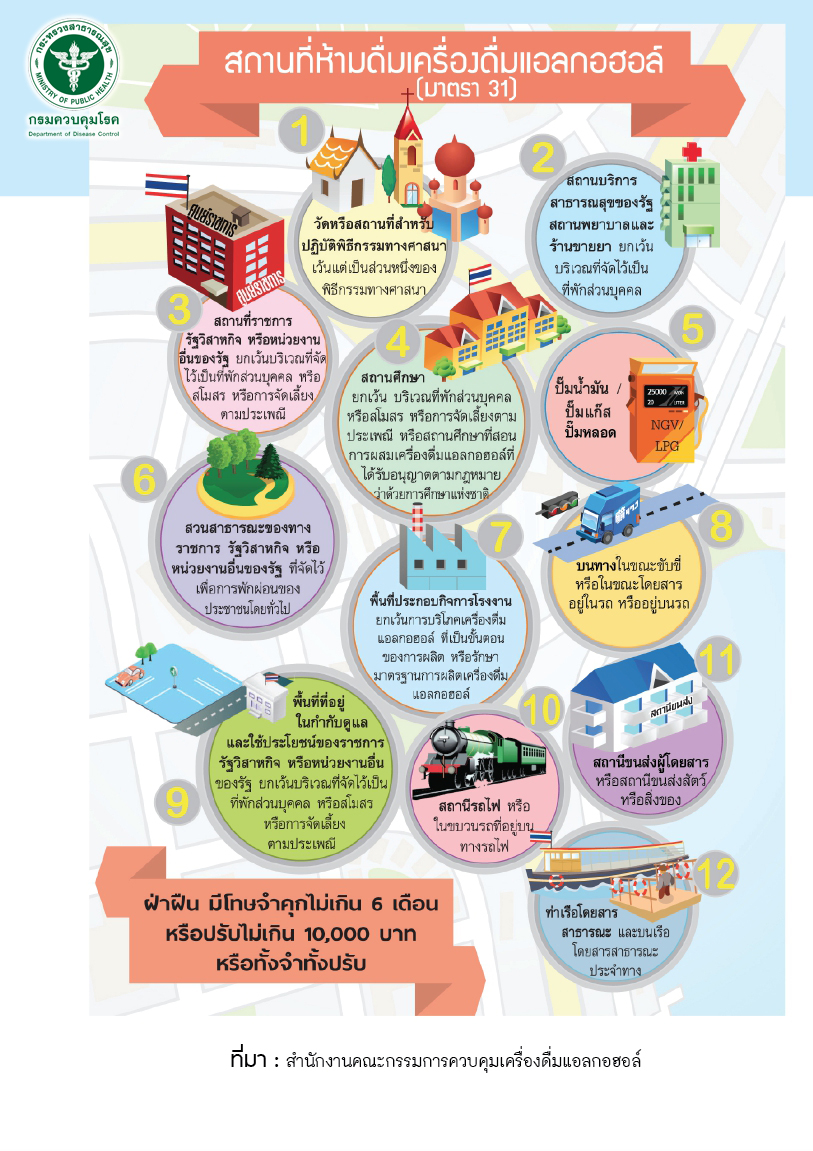 กระทรวงสาธารณสุข
MINISTRY OF PUBLIC HEALTH
กรมควบคุมโรค
Department of Disease Control
สถานที่ห้ามดื่มเครื่องดื่มแอลกอฮอล์
(มาตรา 31)
1
วัดหรือสถานที่สำหรับ
ปฏิบัติพิธีกรรมทางศาสนา
เว้นแต่เป็นส่วนหนึ่งของ
พิธีกรรมทางศาสนา
2
สถานบริการ
สาธารณสุขของรัฐ
สถานพยาบาลและ
ร้านขายยา ยกเว้น
บริเวณที่จัดไว้เป็น
ที่พักส่วนบุคคล
ศูนย์ราชการ
ศูนย์ราชการ
3
สถานที่ราชการ
รัฐวิสาหกิจ หรือหน่วยงาน
อื่นของรัฐ ยกเว้นบริเวณที่จัด
ไว้เป็นที่พักส่วนบุคคล หรือ
สโมสร หรือการจัดเลี้ยง
ตามประเพณี
4
สถานศึกษา
ยกเว้น บริเวณที่พักส่วนบุคคล
หรือสโมสร หรือการจัดเลี้ยงตาม
ประเพณี หรือสถานศึกษาที่สอน
การผสมเครื่องดื่มแอลกอฮอล์ที่
ได้รับอนุญาตตามกฎหมาย
ว่าด้วยการศึกษาแห่งชาติ
5
ปั๊มน้ำมัน /
ปั๊มแก๊ส
ปั๊มหลอด
25000
20 LITER
NGV/
LPG
6
สวนสาธารณะของทาง
ราชการ รัฐวิสาหกิจ หรือ
หน่วยงานอื่นของรัฐ ที่จัดไว้
เพื่อการพักผ่อนของ
ประชาชนโดยทั่วไป
7
พื้นที่ประกอบกิจการโรงงาน
ยกเว้นการบริโภคเครื่องดื่ม
แอลกอฮอล์ ที่เป็นขั้นตอน
ของการผลิต หรือรักษา
มาตรฐานการผลิตเครื่องดื่ม
แอลกอฮอล์
8
บนทางในขณะขับขี่
หรือในขณะโดยสาร
อยู่ในรถ หรืออยู่บนรถ
9
พื้นที่ที่อยู่
ในกำกับดูแล
และใช้ประโยชน์ของราชการ
รัฐวิสาหกิจ หรือหน่วยงานอื่น
ของรัฐ ยกเว้นบริเวณที่จัดไว้เป็น
ที่พักส่วนบุคคล หรือสโมสร
หรือการจัดเลี้ยง
ตามประเพณี
10
สถานีรถไฟ หรือ
ในขบวนรถที่อยู่บน
ทางรถไฟ
11
สถานีขนส่ง
สถานีขนส่งผู้โดยสาร
หรือสถานีขนส่งสัตว์
หรือสิ่งของ
12
ท่าเรือโดยสาร
สาธารณะ และบนเรือ
โดยสารสาธารณะ
ประจำทาง
ฝ่าฝืน มีโทษจำคุกไม่เกิน 6 เดือน
หรือปรับไม่เกิน 10,000 บาท
หรือทั้งจำทั้งปรับ
ที่มา : สำนักงานคณะกรรมการควบคุมเครื่องดื่มแอลกอฮอล์